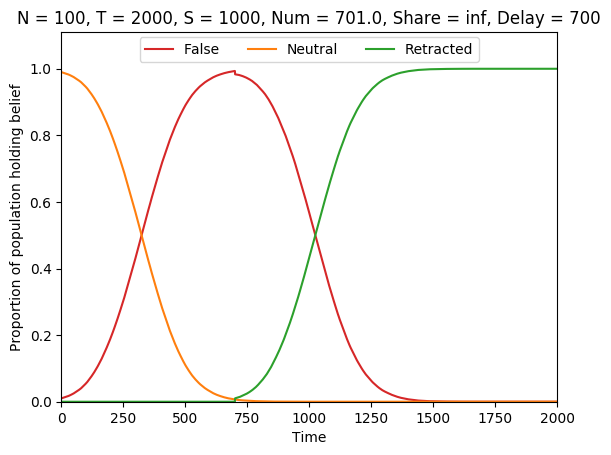 N = 100, T = 2000, S = 1000, Num = 701.0, Share = inf, Delay = 700
False Neutral Retracted
Proportion of population holding belief
1.0
0.8
0.6
0.4
0.2
0.0
0 250 500 750 1000 1250 1500 1750 2000
Time